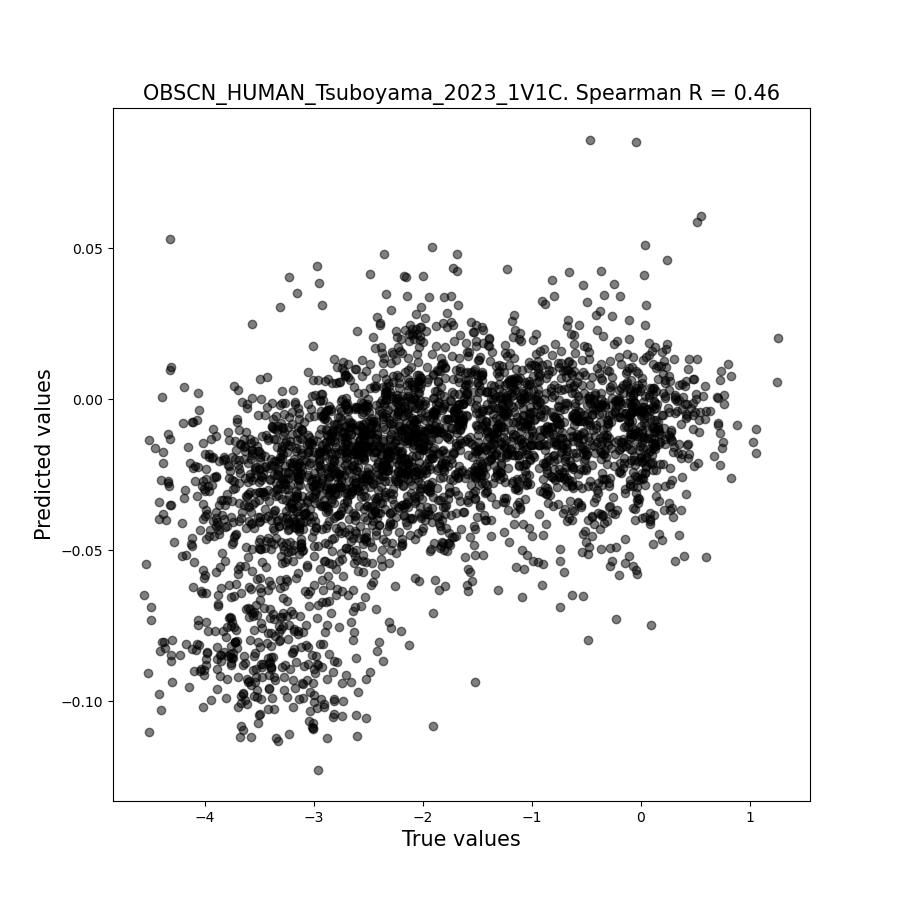 OBSCN_HUMAN_Tsuboyama_2023_1V1C. Spearman R = 0.46
0.05
0.00
−0.05
−0.10
Predicted values
−4 −3 −2 −1 0 1
True values